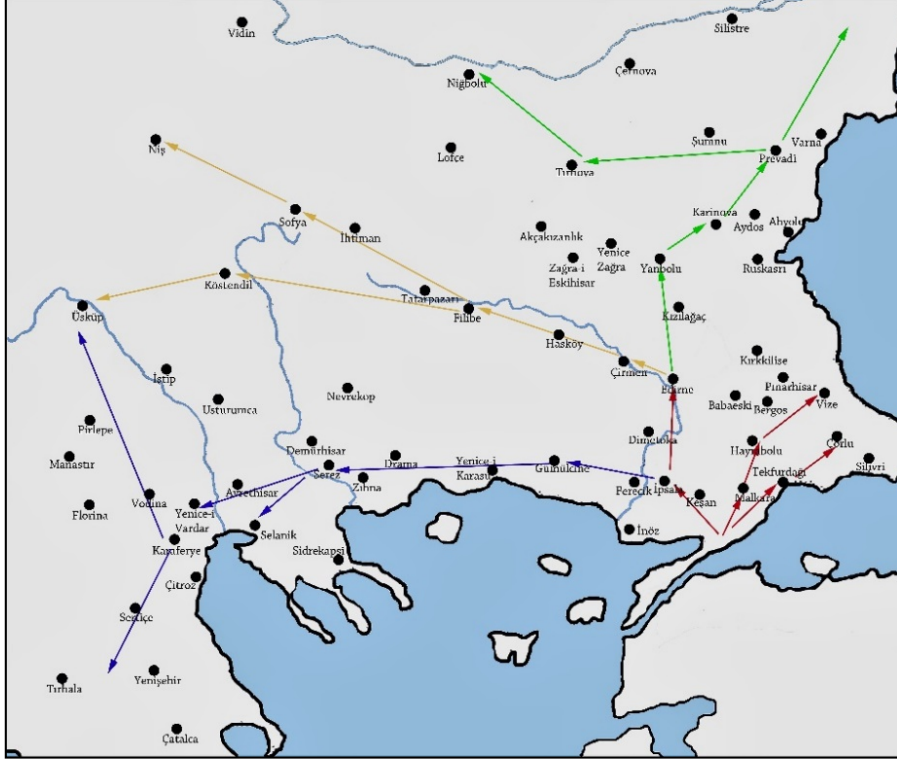 Vidin
Silistre
Çernova
Niğbolu
Niş
Lofçe
Şumnu
Varna
Prevadi
Tırnova
Sofya
İhtiman
Akçakızanlık
Karinova
Aydos
Ahyolu
Zağra-i
Eskihisar
Yenice
Zağra
Yanbolu
Ruskasrı
Köstendil
Tatarpazarı
Üsküp
Filibe
Kızılağaç
Hasköy
Kırkkilise
Çirmen
Edirne
İştip
Usturumca
Nevrekop
Pınarhisar
Babaeski
Bergos
Vize
Pirlepe
Manastır
Demürhisar
Serez
Drama
Zıhna
Yenice-i
Karasu
Gümülcine
Dimetoka
Hayrabolu
Çorlu
Silivri
Tekfurdağı
Florina
Vodina
Yenice-i
Vardar
Avrethisar
Selanik
Ferecik
İpsala
Keşan
Malkara
Karaferye
Sidrekapsi
İnöz
Çitroz
Serfiçe
Tırhala
Yenişehir
Çatalca